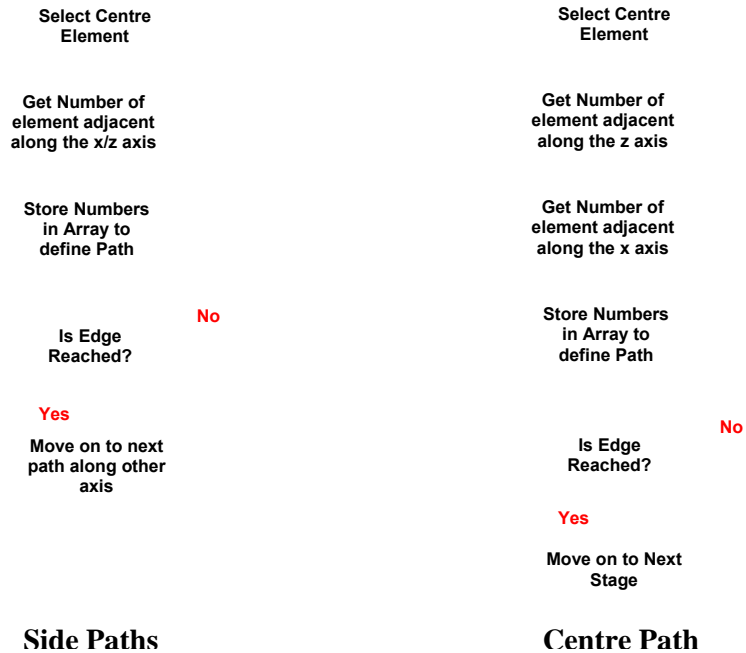 Select Centre
Element
Get Number of
element adjacent
along the x/z axis
Store Numbers
in Array to
define Path
No
Is Edge
Reached?
Yes
Move on to next
path along other
axis
Side Paths
Select Centre
Element
Get Number of
element adjacent
along the z axis
Get Number of
element adjacent
along the x axis
Store Numbers
in Array to
define Path
No
Is Edge
Reached?
Yes
Move on to Next
Stage
Centre Path